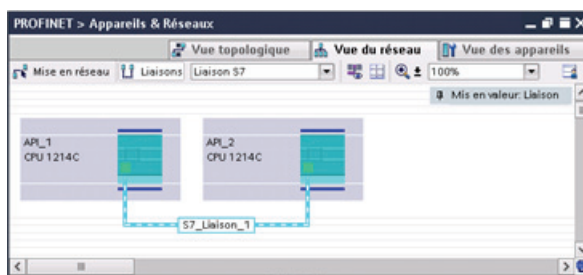 PROFINET > Appareils & Réseaux
Vue topologique
Vue du réseau
Vue des appareils
Mise en réseau Liaisons Liaison S7 100%
Mis en valeur: Liaison
API_1
CPU 1214C
API_2
CPU 1214C
S7_Liaison_1